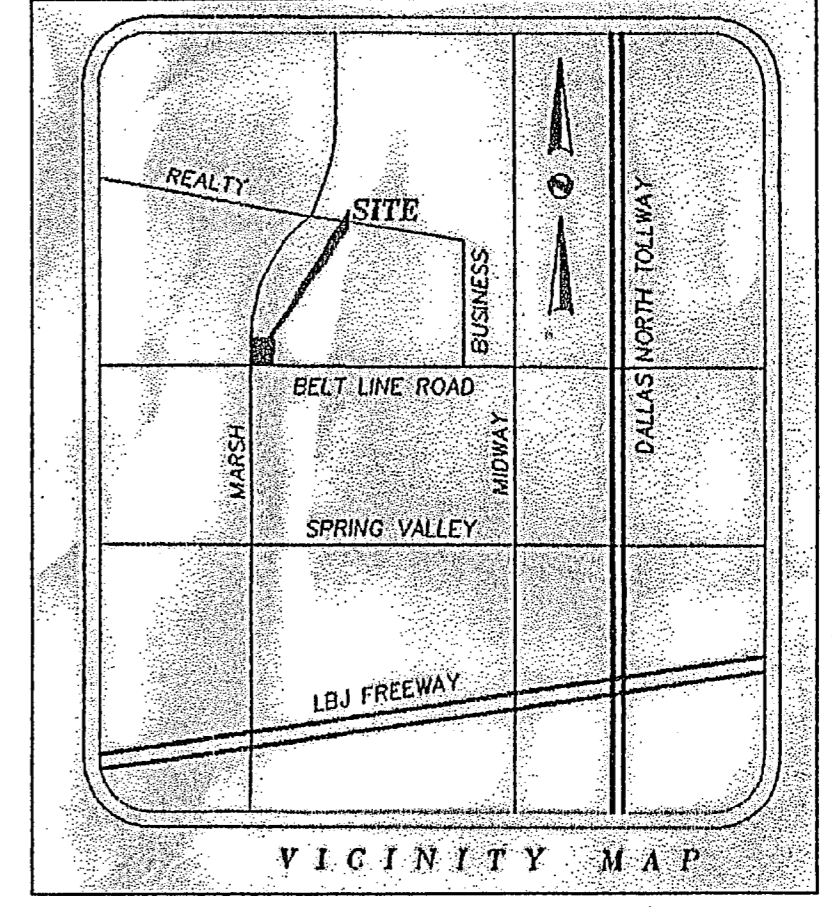 REALTY
SITE
BUSINESS
DALLAS NORTH TOLLWAY
BELT LINE ROAD
MARSH
MIDWAY
SPRING VALLEY
LBJ FREEWAY
VICINITY MAP